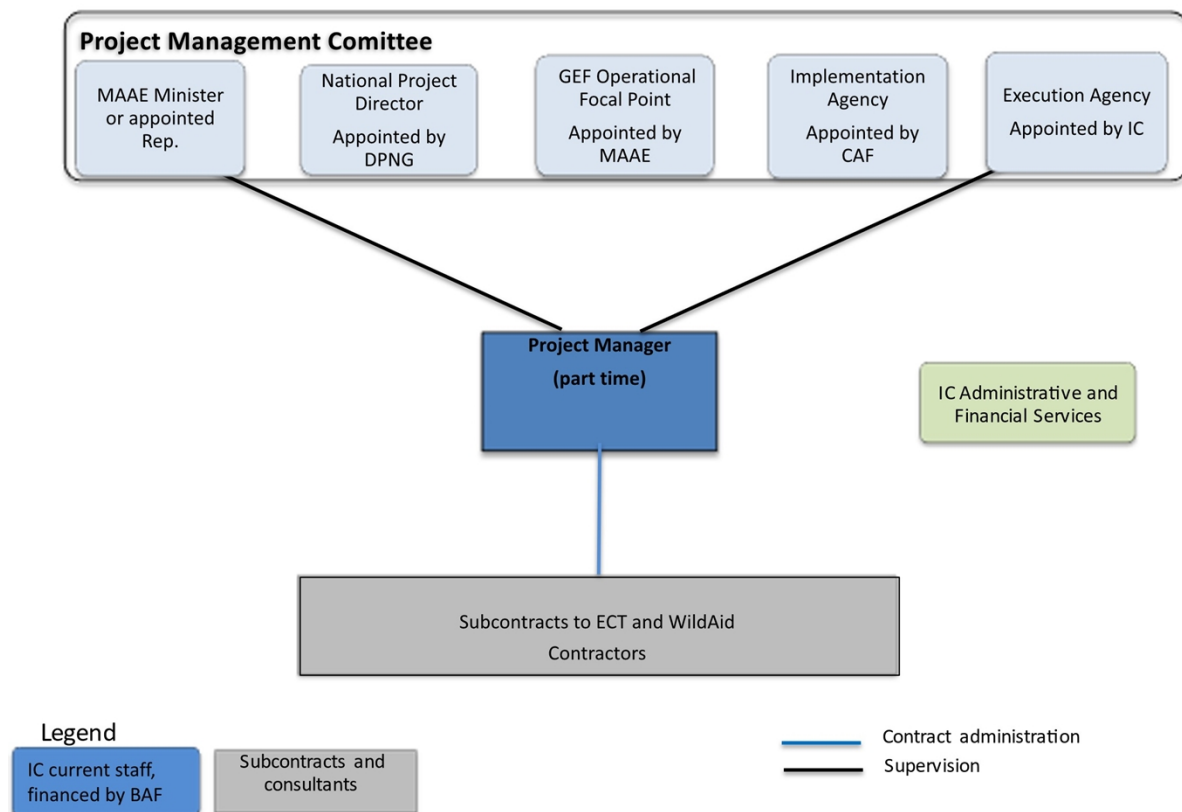 Project Management Comittee
MAAE Minister
or appointed
Rep.
National Project
Director
Appointed by
DPNG
GEF Operational
Focal Point
Appointed by
MAAE
Implementation
Agency
Appointed by
CAF
Execution Agency
Appointed by IC
Project Manager
(part time)
IC Administrative and
Financial Services
Subcontracts to ECT and WildAid
Contractors
Legend
IC current staff,
financed by BAF
Subcontracts and
consultants
Contract administration
Supervision